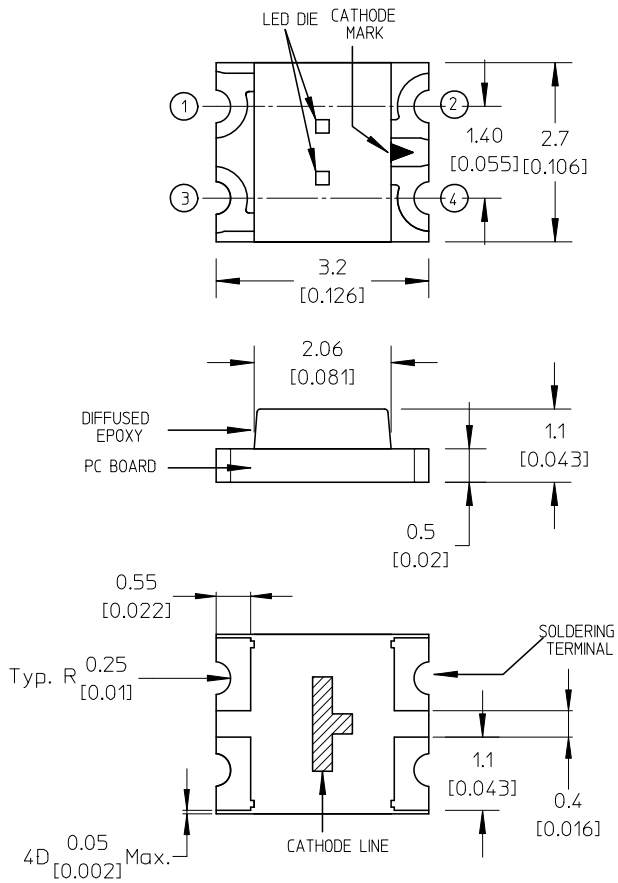 LED DIE
CATHODE
MARK
1
2
3
4
1.40
[0.055]
2.7
[0.106]
3.2
[0.126]
2.06
[0.081]
DIFFUSED
EPOXY
PC BOARD
1.1
[0.043]
0.5
[0.02]
0.55
[0.022]
SOLDERING
TERMINAL
Typ. R 0.25
[0.01]
1.1
[0.043]
0.4
[0.016]
CATHODE LINE
4D 0.05 Max.
[0.002]